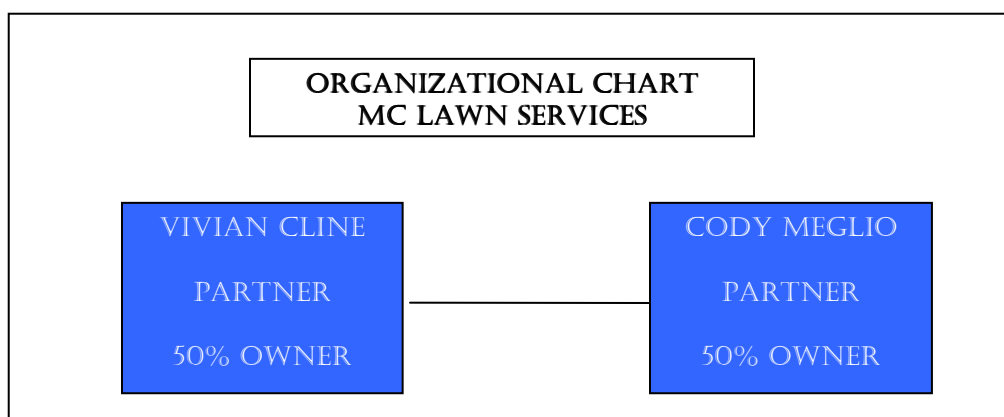 ORGANIZATIONAL CHART
MC LAWN SERVICES
VIVIAN CLINE
PARTNER
50% OWNER
CODY MEGLIO
PARTNER
50% OWNER